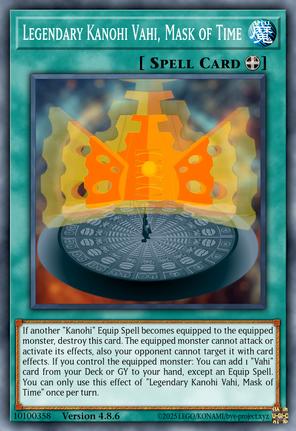 Legendary Kanohi Vahi, Mask of Time
魔
[ Spell Card ]
If another "Kanohi" Equip Spell becomes equipped to the equipped
monster, destroy this card. The equipped monster cannot attack or
activate its effects, also your opponent cannot target it with card
effects. If you control the equipped monster: You can add 1 "Vahi"
card from your Deck or GY to your hand, except an Equip Spell.
You can only use this effect of "Legendary Kanohi Vahi, Mask of
Time" once per turn.
10100358 Version 4.8.6 ©2025 LEGO/KONAMI/bye-project.xyz